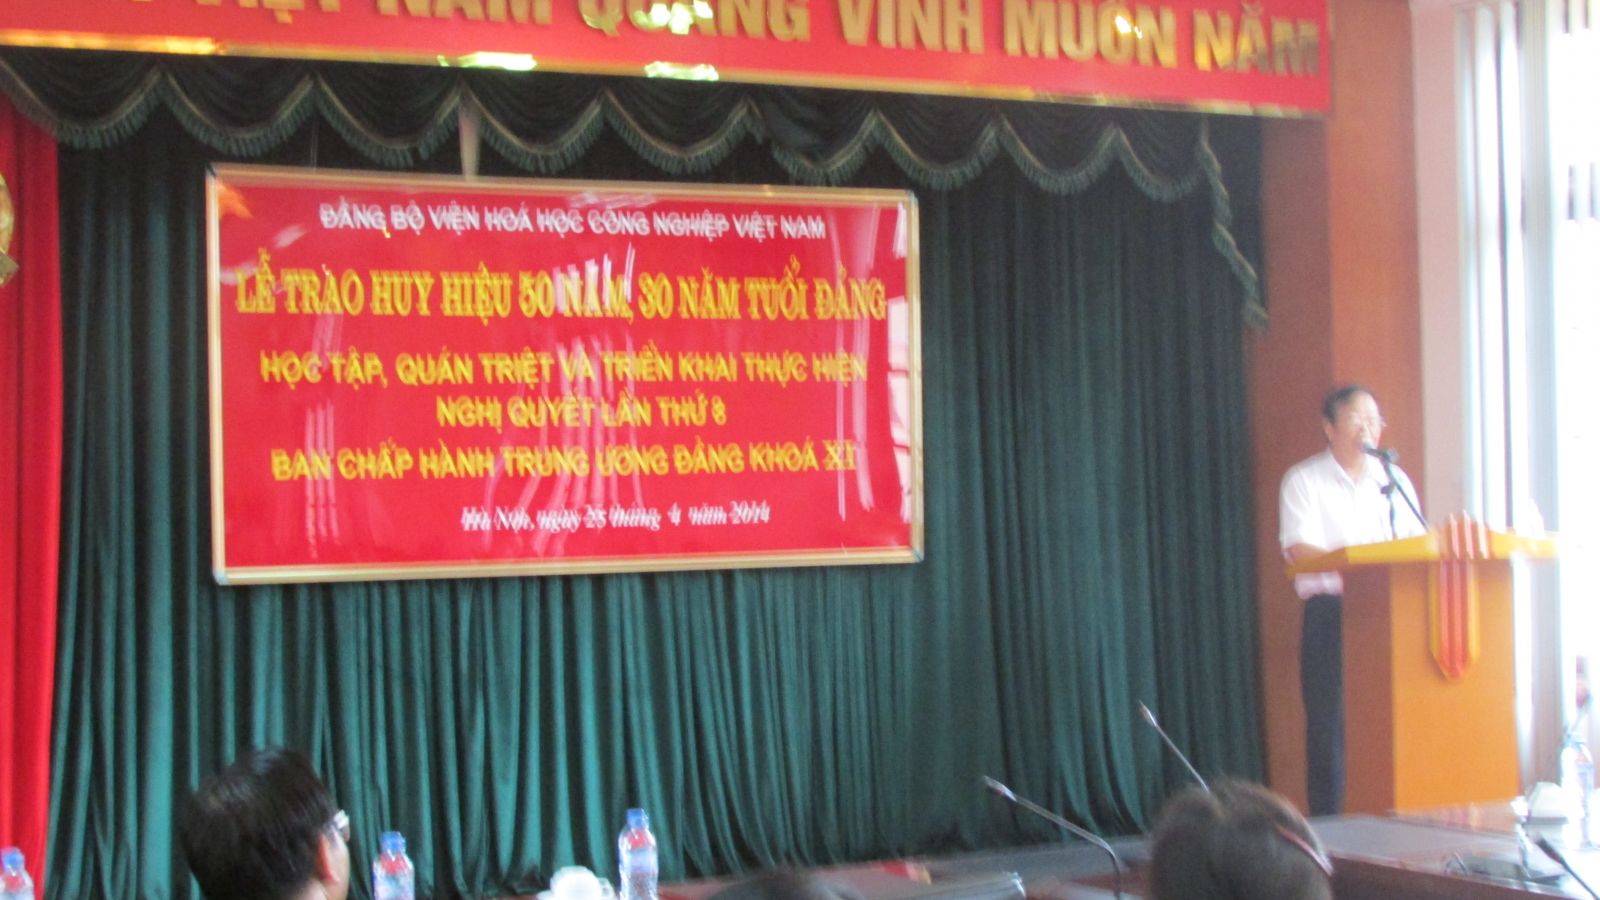 VIỆT NAM QUANG VINH MUÔN NĂM
ĐẢNG BỘ VIỆN HOÁ HỌC CÔNG NGHIỆP VIỆT NAM
LỄ TRAO HUY HIỆU 50 NĂM, 30 NĂM TUỔI ĐẢNG
HỌC TẬP, QUÁN TRIỆT VÀ TRIỂN KHAI THỰC HIỆN
NGHỊ QUYẾT LẦN THỨ 8
BAN CHẤP HÀNH TRUNG ƯƠNG ĐẢNG KHOÁ XI
Hà Nội, ngày 25 tháng 4 năm 2014